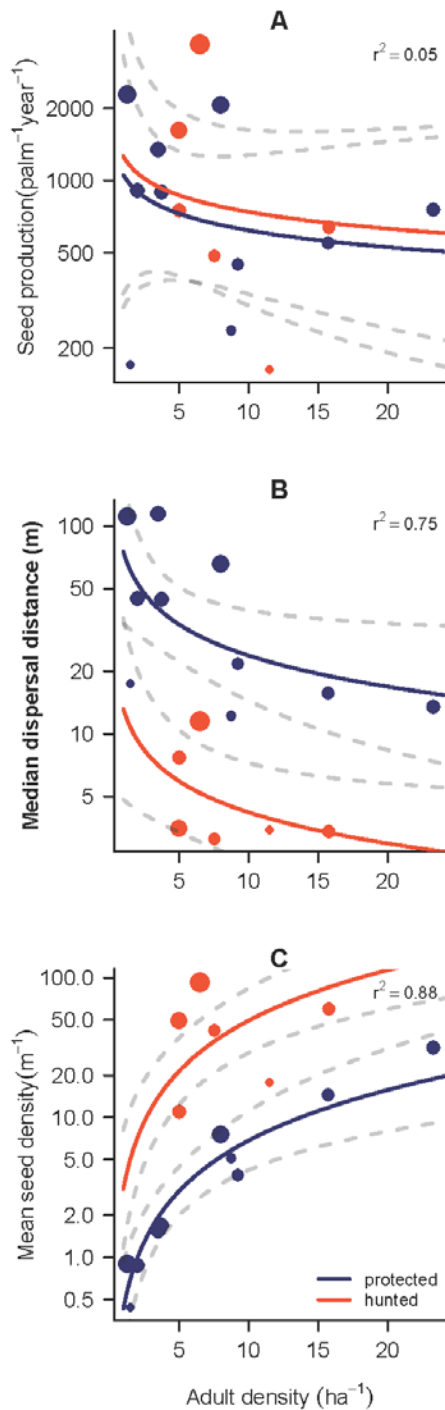 A
r² = 0.05
Seed production(palm⁻¹year⁻¹)
2000
1000
500
200
5 10 15 20
B
r² = 0.75
Median dispersal distance (m)
100
50
20
10
5
5 10 15 20
C
r² = 0.88
Mean seed density(m⁻¹)
100.0
50.0
20.0
10.0
5.0
2.0
1.0
0.5
protected
hunted
5 10 15 20
Adult density (ha⁻¹)